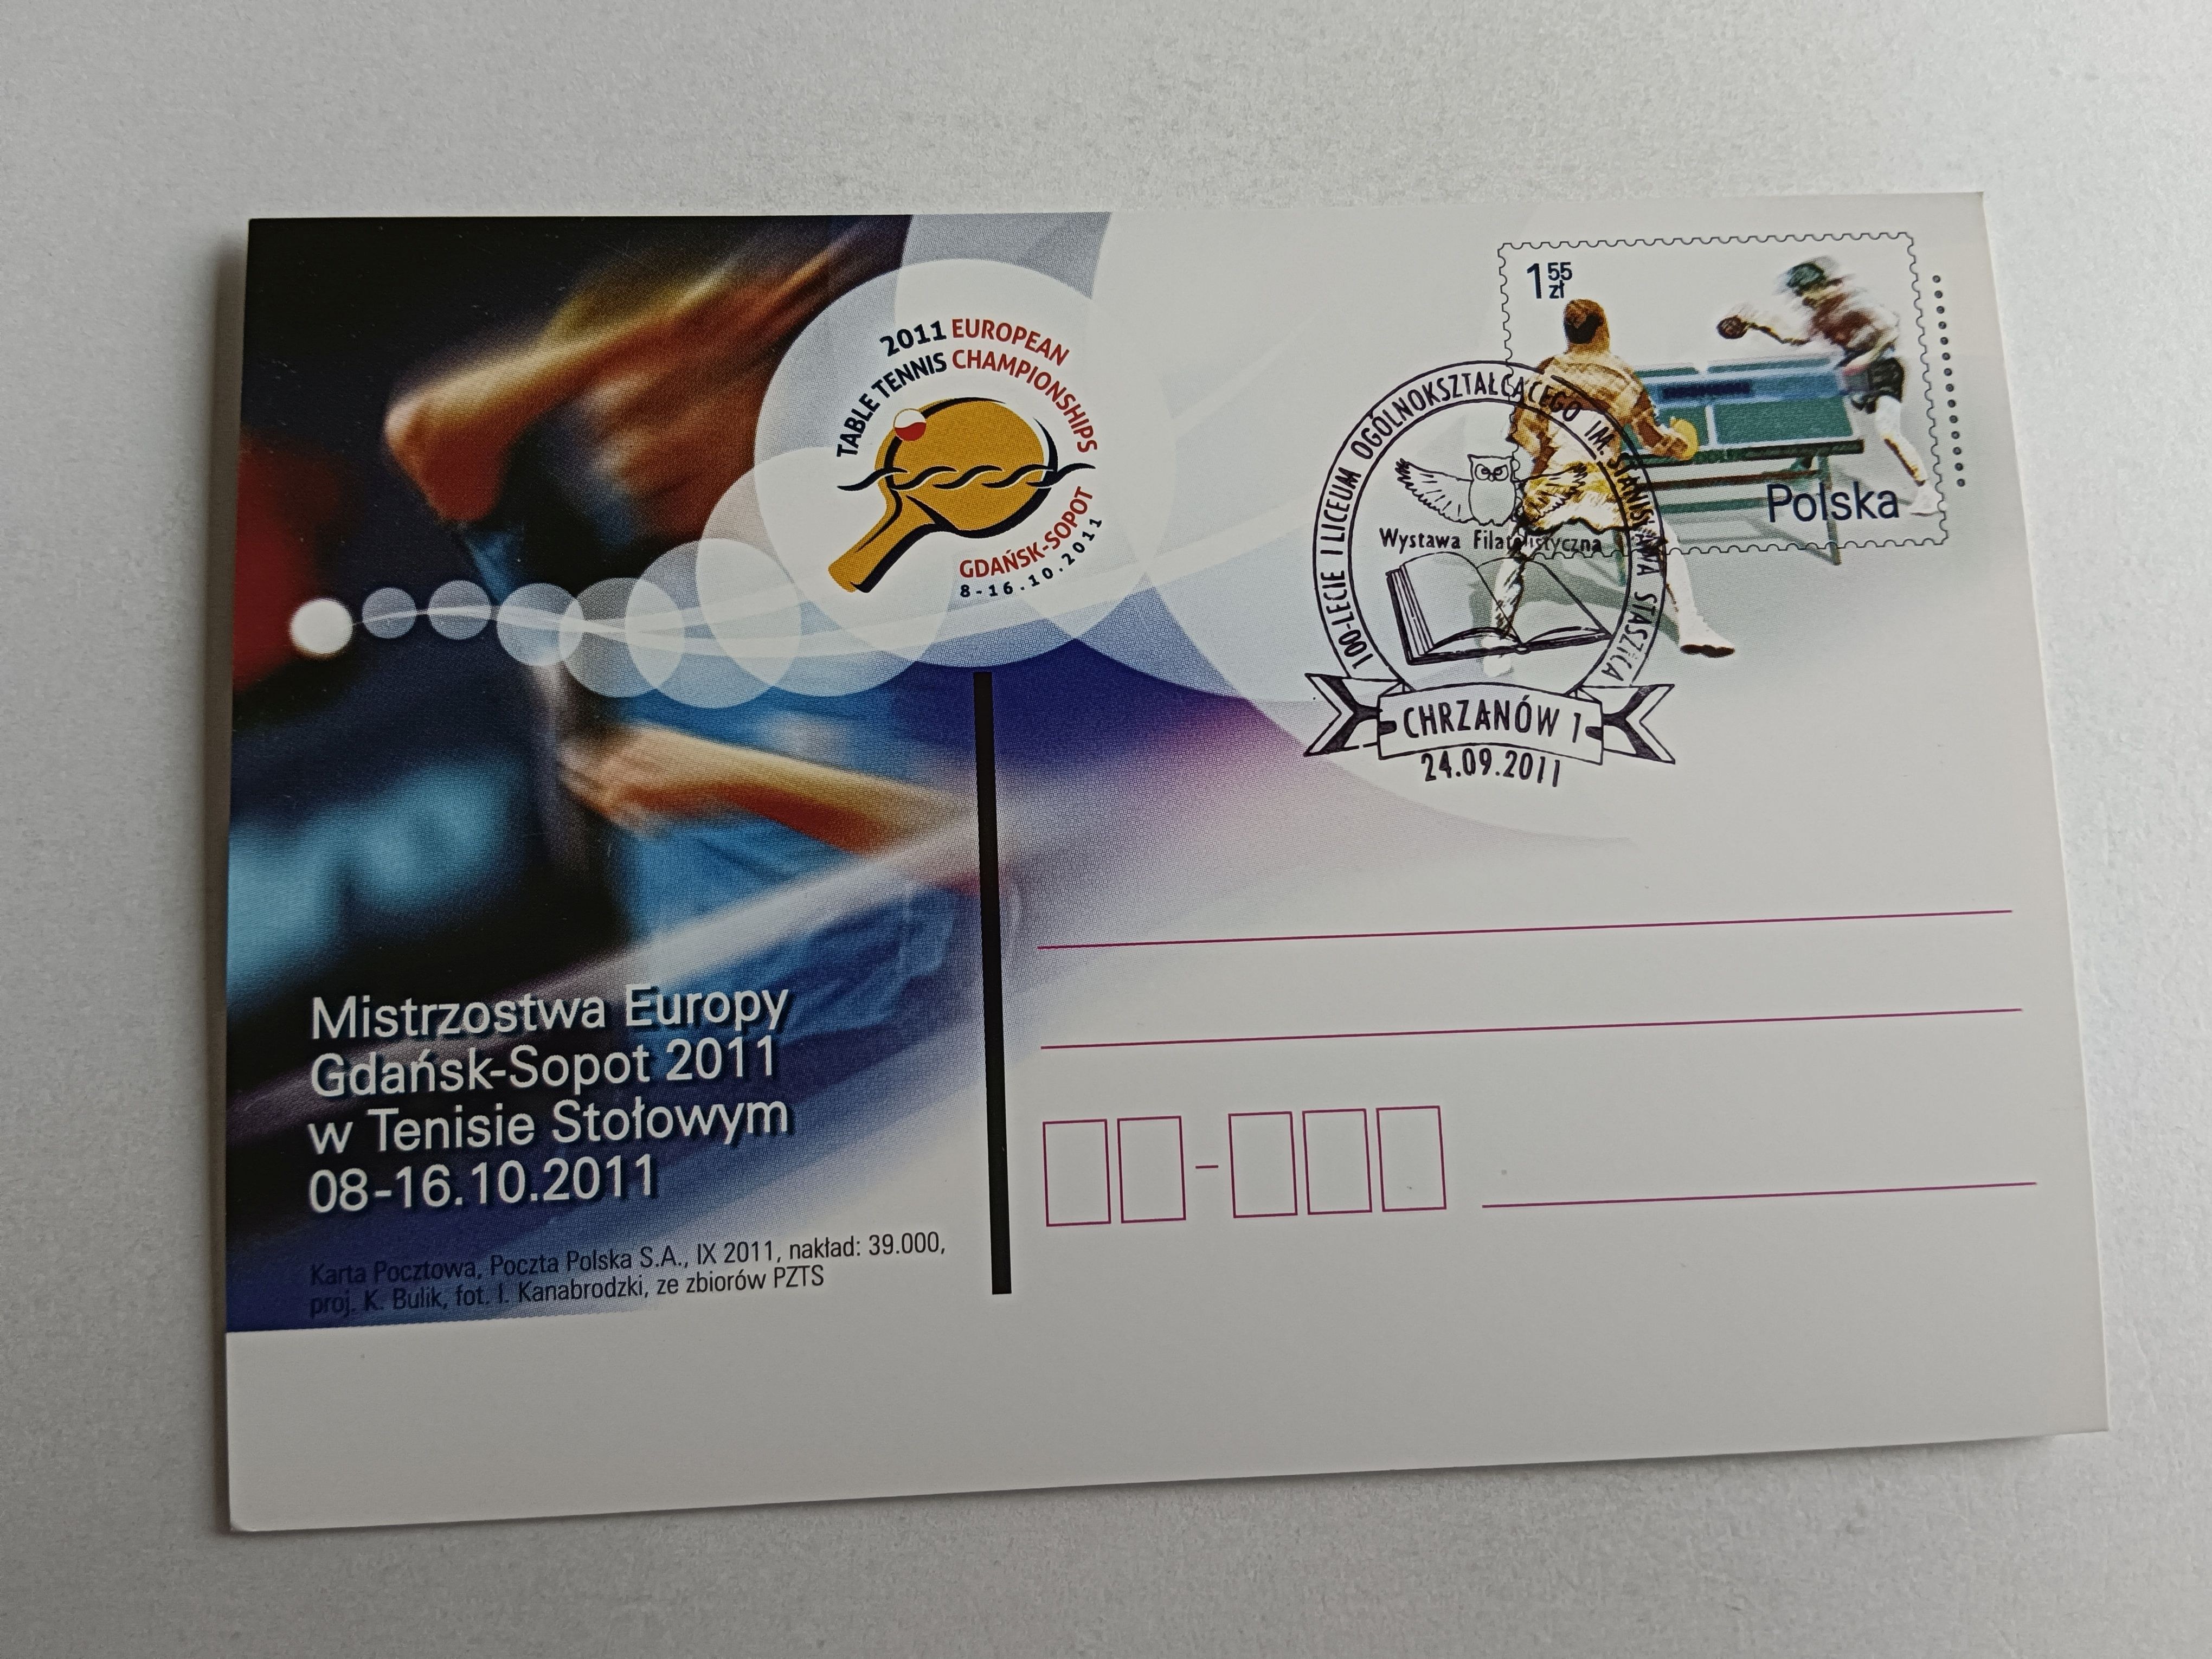 2011 EUROPEAN
TABLE TENNIS CHAMPIONSHIPS
GDAŃSK-SOPOT
8-16.10.2011
1 55
zł
Polska
100-LECIE I LICEUM OGÓLNOKSZTAŁCĄCEGO IM. STANISŁAWA STASZICA
Wystawa Filatelistyczna
CHRZANÓW 1
24.09.2011
Mistrzostwa Europy
Gdańsk-Sopot 2011
w Tenisie Stołowym
08-16.10.2011
Karta Pocztowa, Poczta Polska S.A., IX 2011, nakład: 39.000,
proj. K. Bulik, fot. I. Kanabrodzki, ze zbiorów PZTS